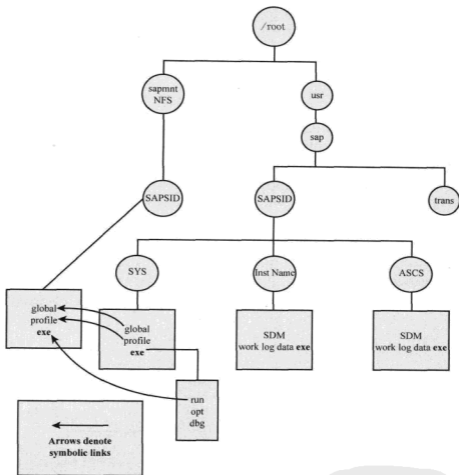 /root
sapmnt
NFS
usr
sap
SAPSID
SAPSID
trans
SYS
Inst Name
ASCS
global
profile
exe
global
profile
exe
SDM
work log data exe
SDM
work log data exe
run
opt
dbg
Arrows denote
symbolic links